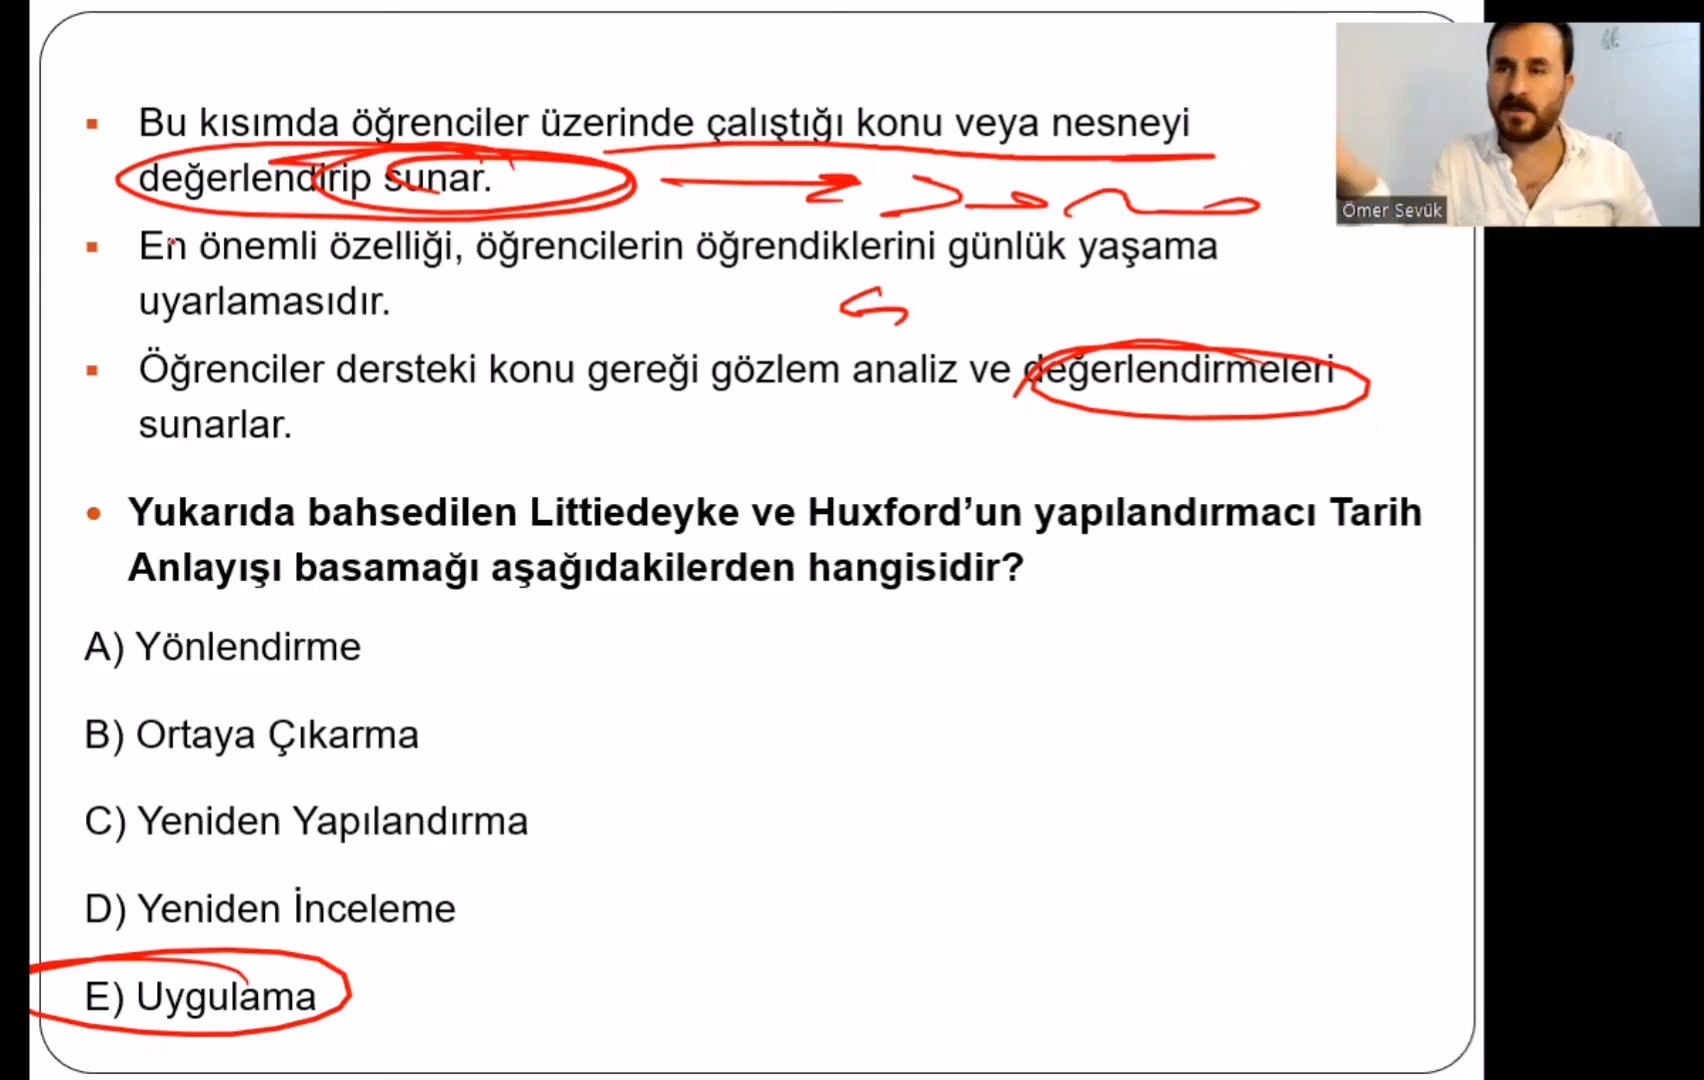 Bu kısımda öğrenciler üzerinde çalıştığı konu veya nesneyi
değerlendirip sunar.
En önemli özelliği, öğrencilerin öğrendiklerini günlük yaşama
uyarlamasıdır.
Öğrenciler dersteki konu gereği gözlem analiz ve değerlendirmeleri
sunarlar.
Yukarıda bahsedilen Littiedeyke ve Huxford’un yapılandırmacı Tarih
Anlayışı basamağı aşağıdakilerden hangisidir?
A) Yönlendirme
B) Ortaya Çıkarma
C) Yeniden Yapılandırma
D) Yeniden İnceleme
E) Uygulama
Ömer Sevük